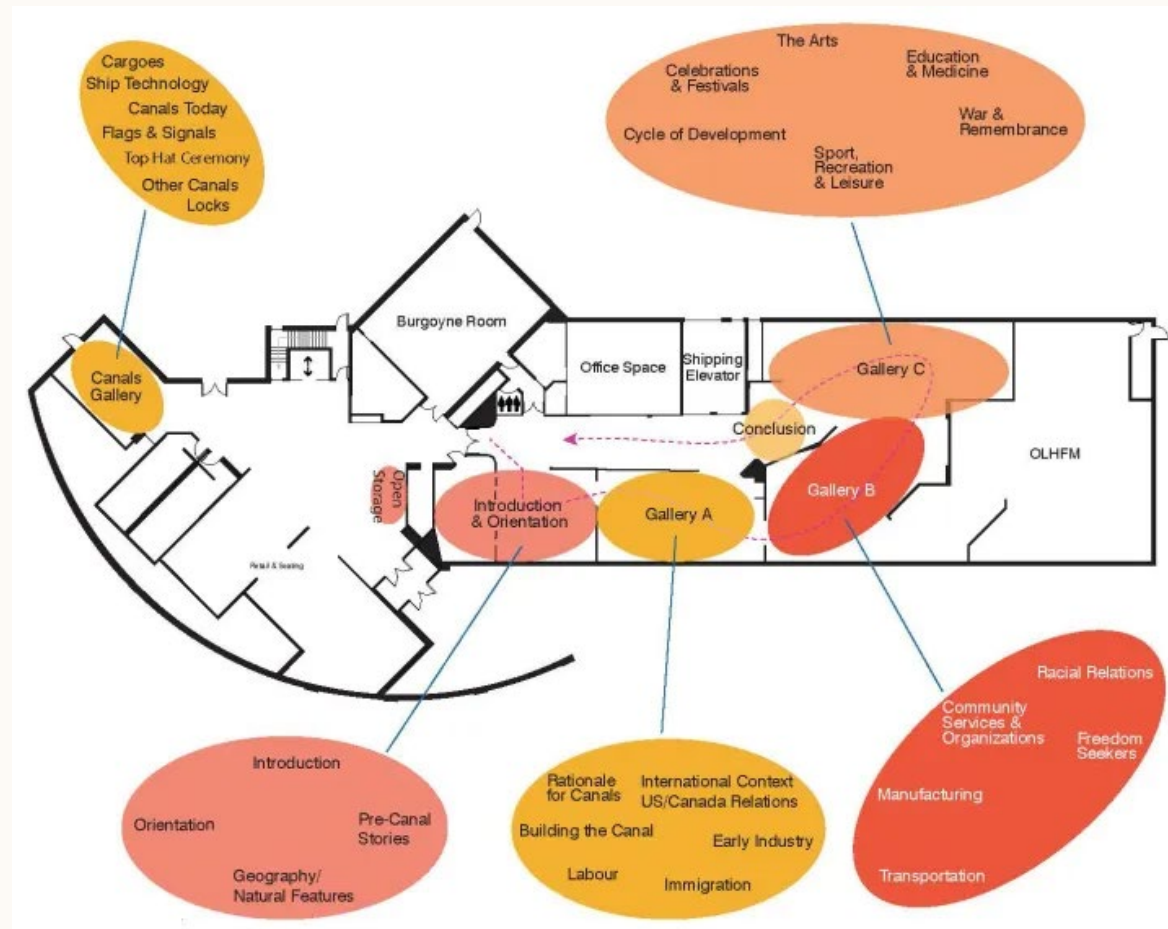 Cargoes
Ship Technology
Canals Today
Flags & Signals
Top Hat Ceremony
Other Canals
Locks
The Arts
Celebrations
& Festivals
Education
& Medicine
Cycle of Development
War &
Remembrance
Sport,
Recreation
& Leisure
Burgoyne Room
Office Space
Shipping
Elevator
Gallery C
Canals
Gallery
Conclusion
OLHFM
Open
Storage
Introduction
& Orientation
Gallery A
Gallery B
Retail & Seating
Introduction
Orientation
Pre-Canal
Stories
Geography/
Natural Features
Rationale
for Canals
International Context
US/Canada Relations
Building the Canal
Early Industry
Labour
Immigration
Racial Relations
Community
Services &
Organizations
Freedom
Seekers
Manufacturing
Transportation